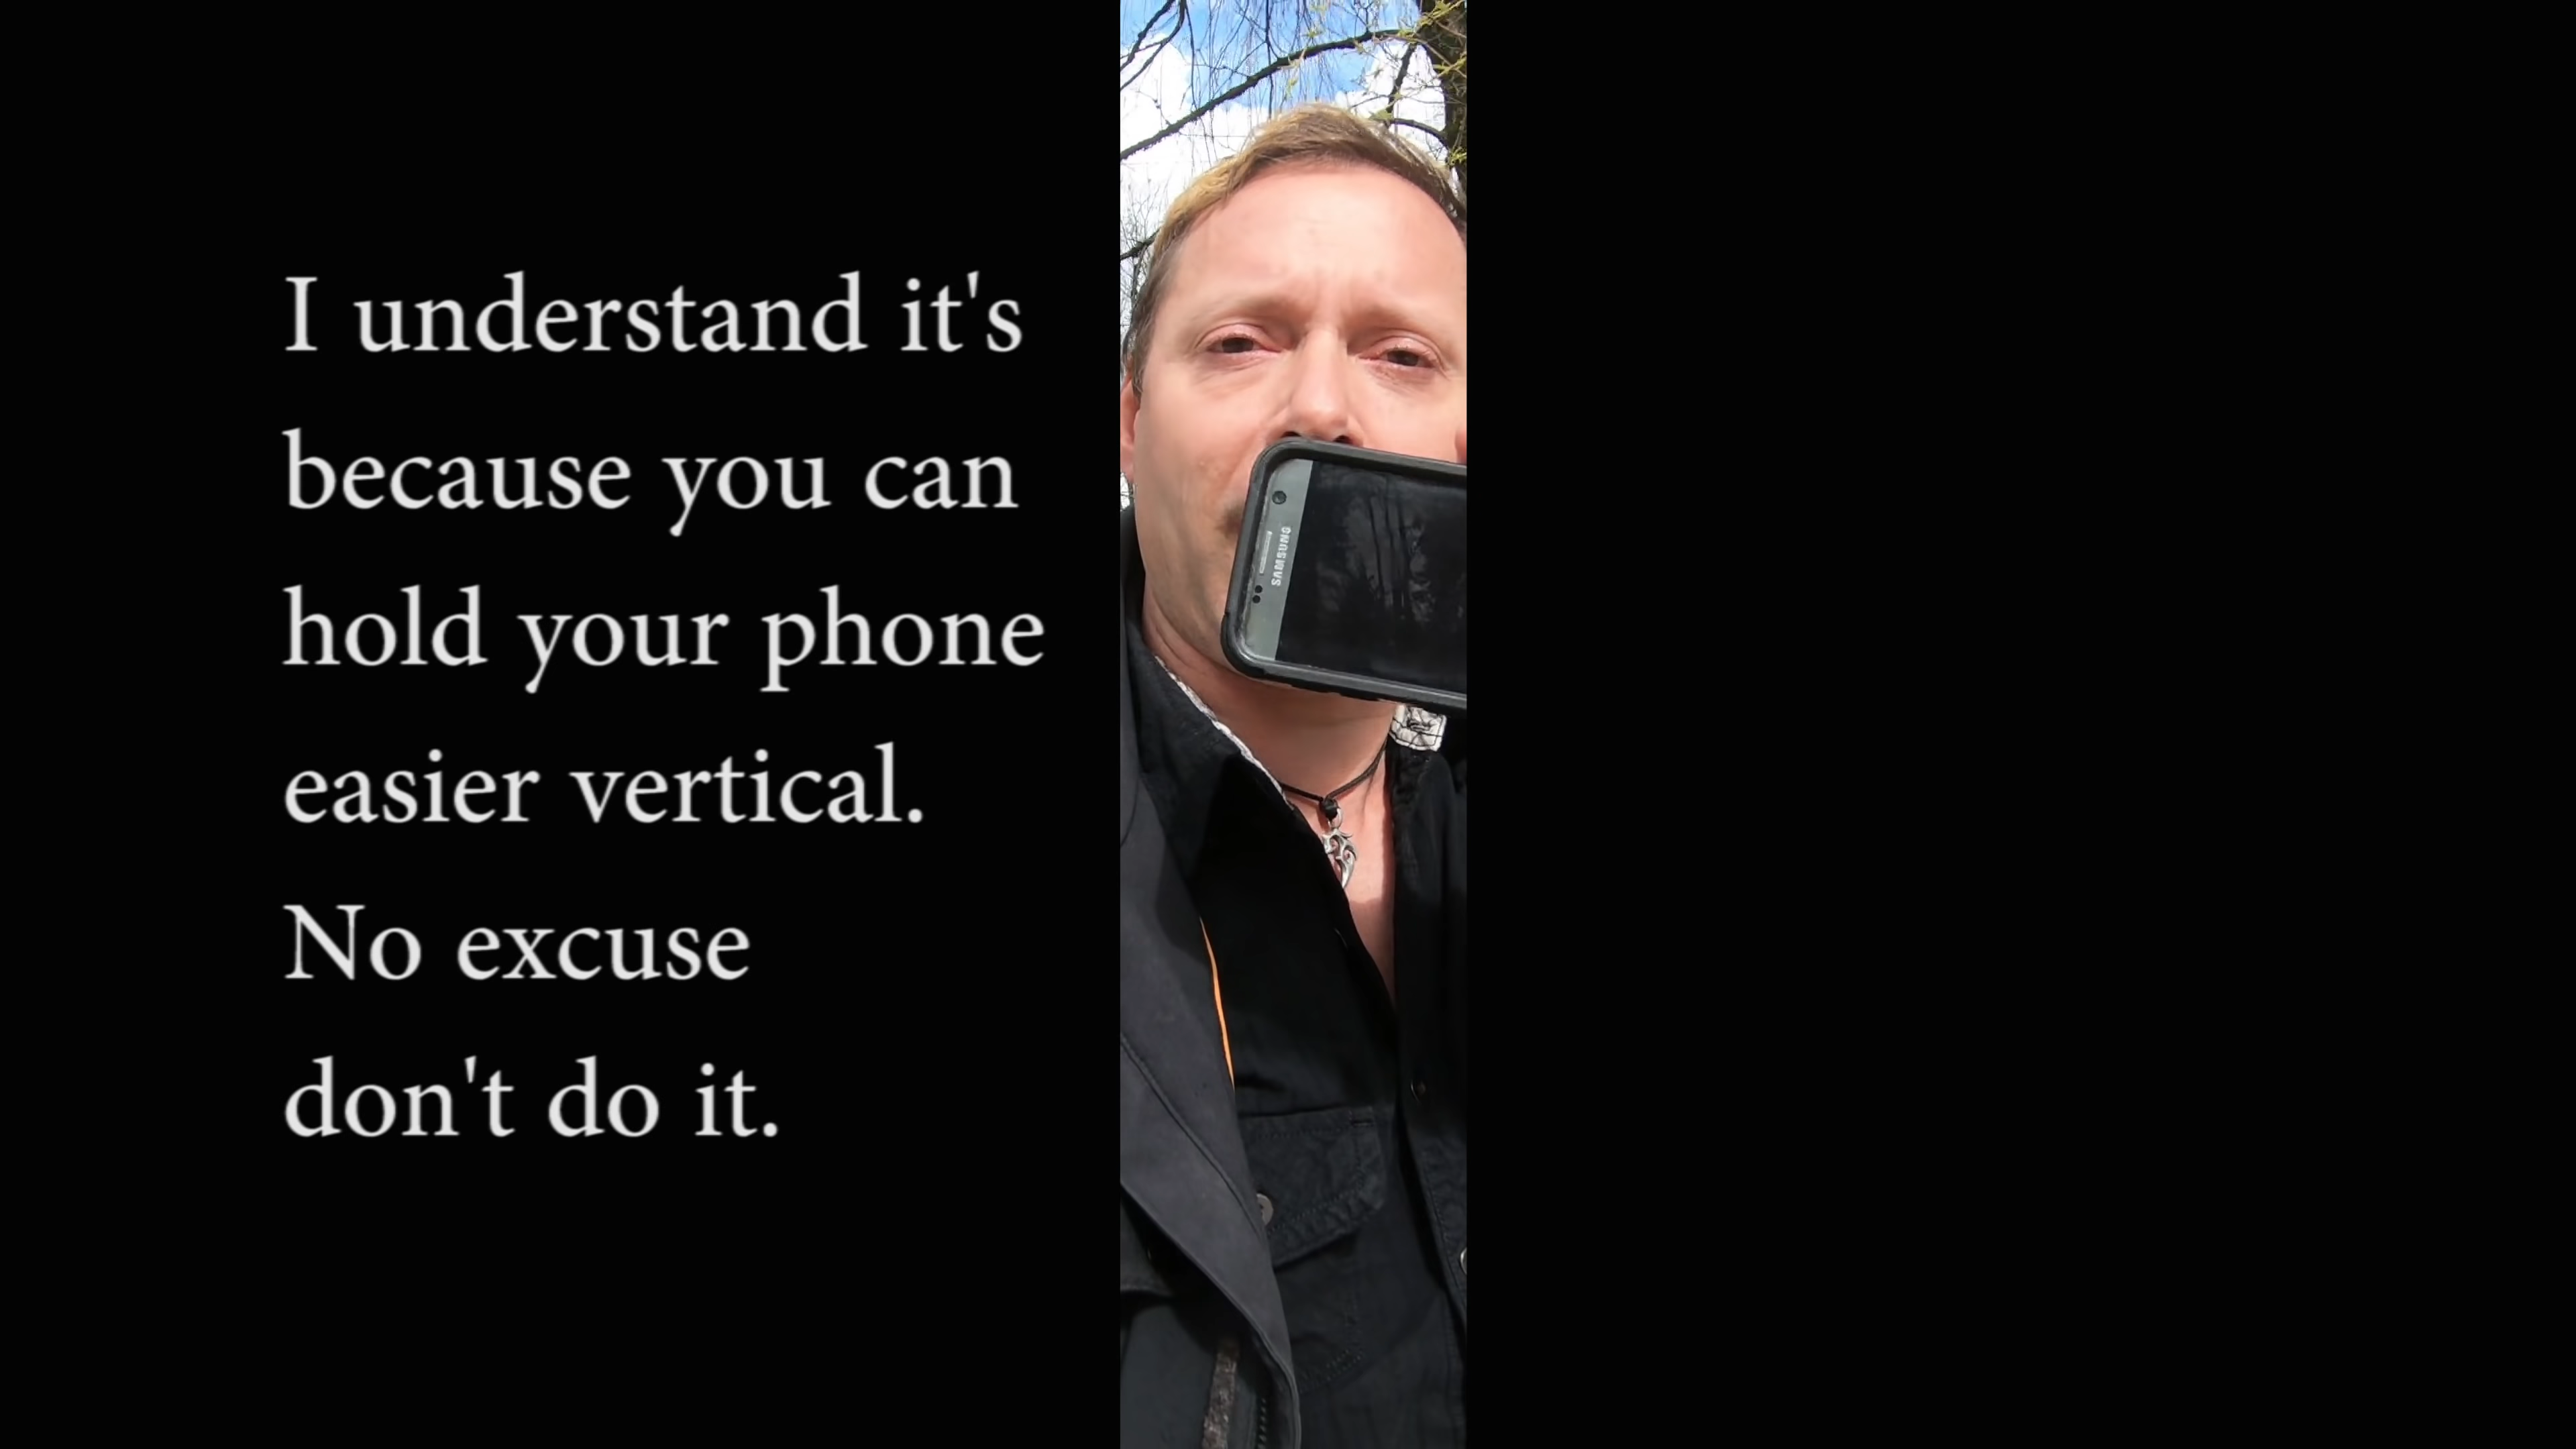 I understand it's
because you can
hold your phone
easier vertical.
No excuse
don't do it.
SAMSUNG